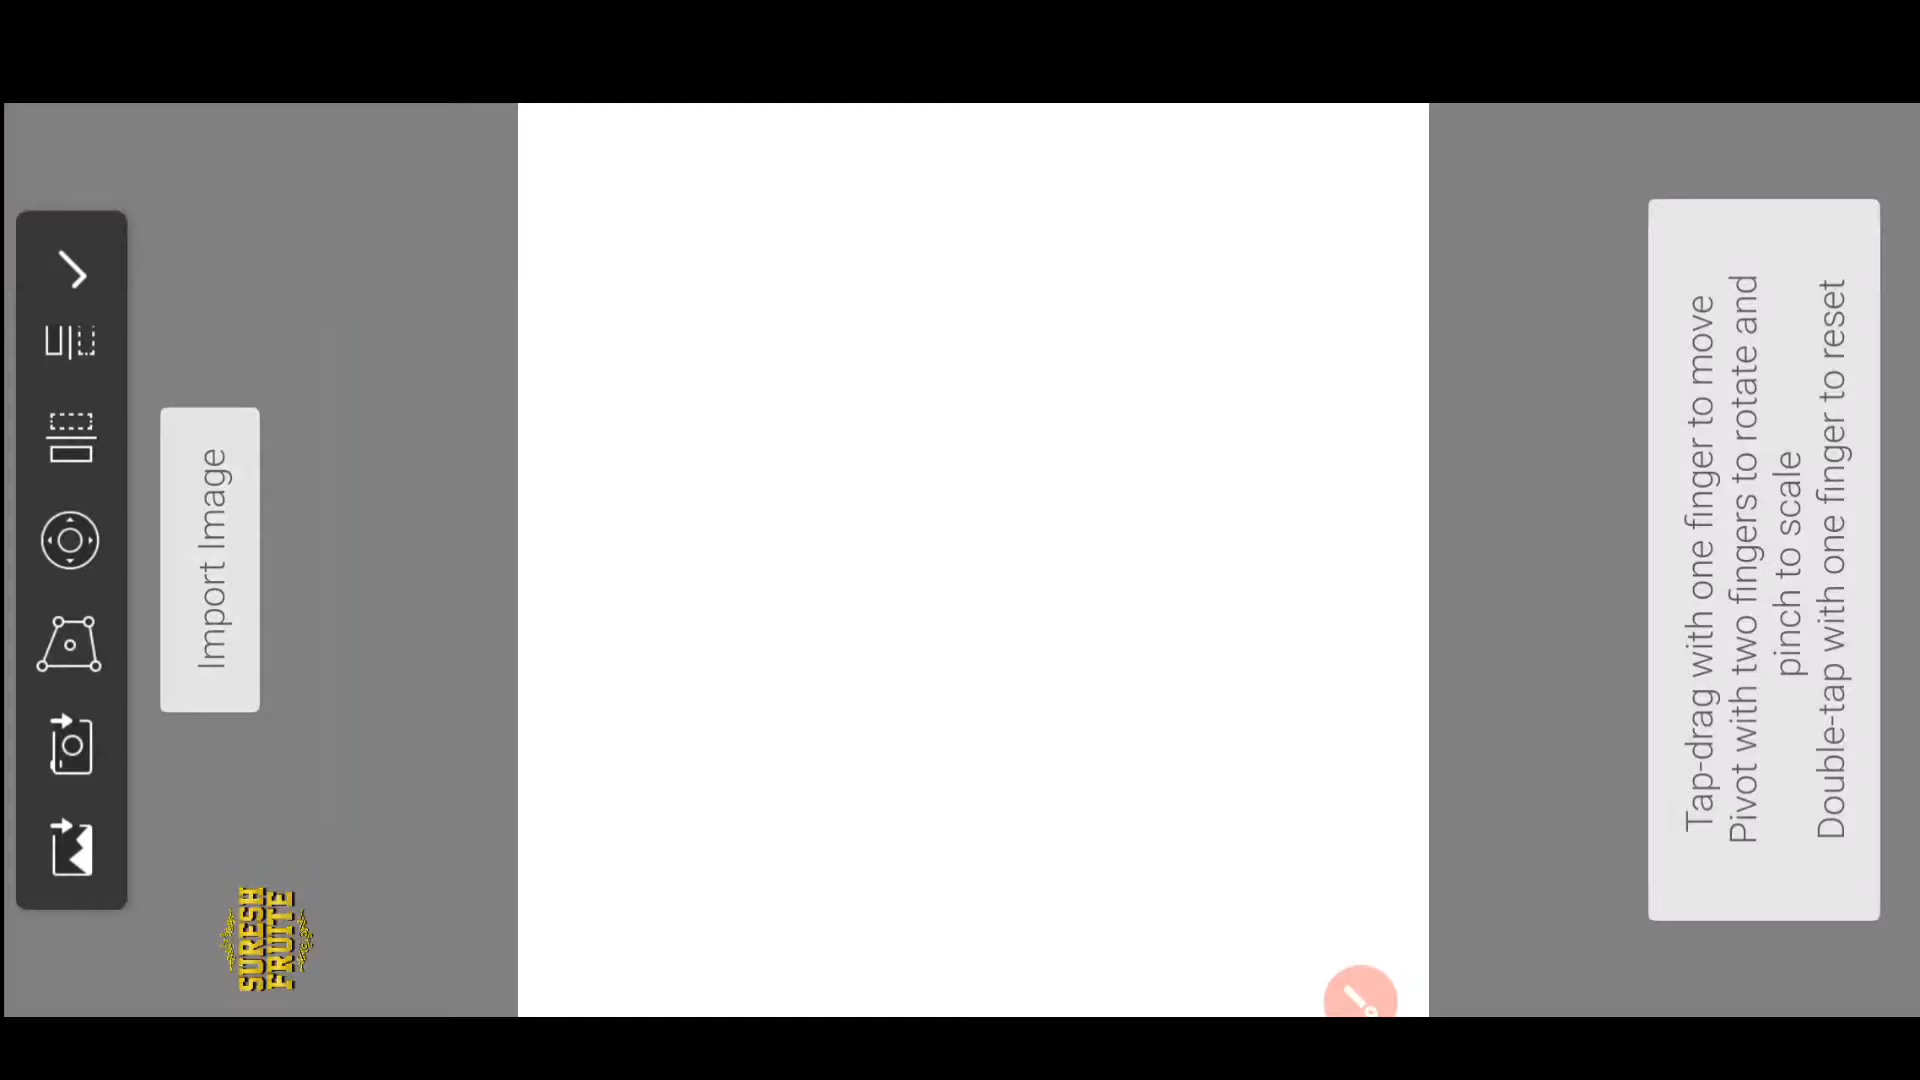 Import Image
SURESH
FRUITE
Tap-drag with one finger to move
Pivot with two fingers to rotate and
pinch to scale
Double-tap with one finger to reset